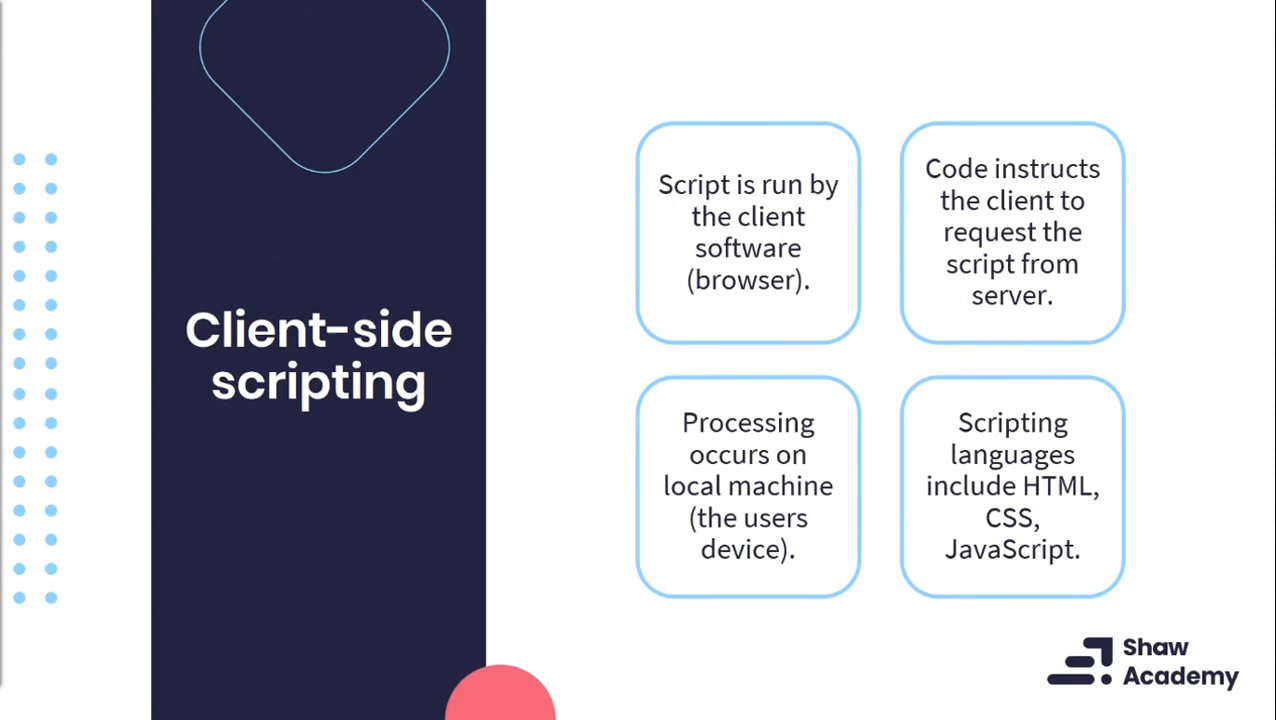 Client-side
scripting
Script is run by
the client
software
(browser).
Code instructs
the client to
request the
script from
server.
Processing
occurs on
local machine
(the users
device).
Scripting
languages
include HTML,
CSS,
JavaScript.
Shaw
Academy